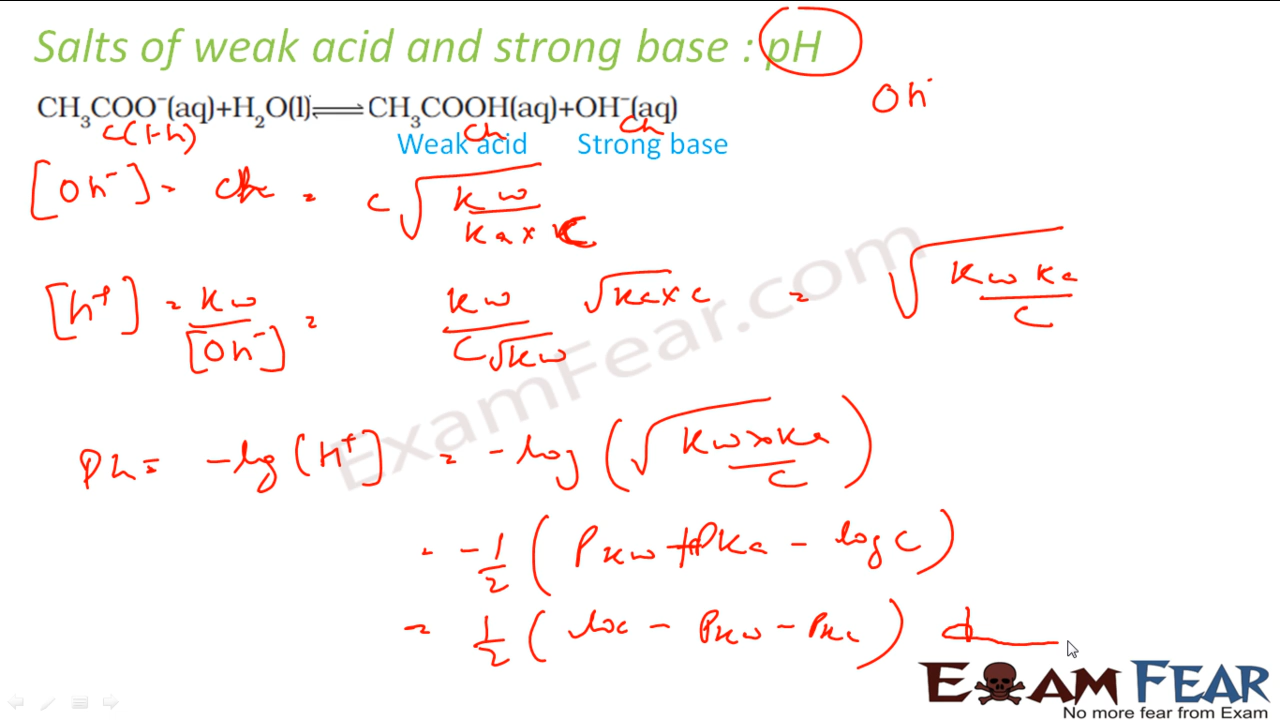 Salts of weak acid and strong base : pH
Oh⁻
CH₃COO⁻(aq)+H₂O(l)⇌CH₃COOH(aq)+OH⁻(aq)
c(1-h) Ch Ch
Weak acid Strong base
[Oh⁻] = Ch = C√(Kw/Ka×C)
[h⁺] = Kw/[Oh⁻] = Kw/C√Kw √Ka×C = √(Kw Ka/C)
Ph = -log[h⁺] = -log(√(Kw×Ka/C))
= -1/2 (PKw+PKa - log C)
= 1/2 (logc - PKw - PKa)
ExamFear.com
EXAM FEAR
No more fear from Exam